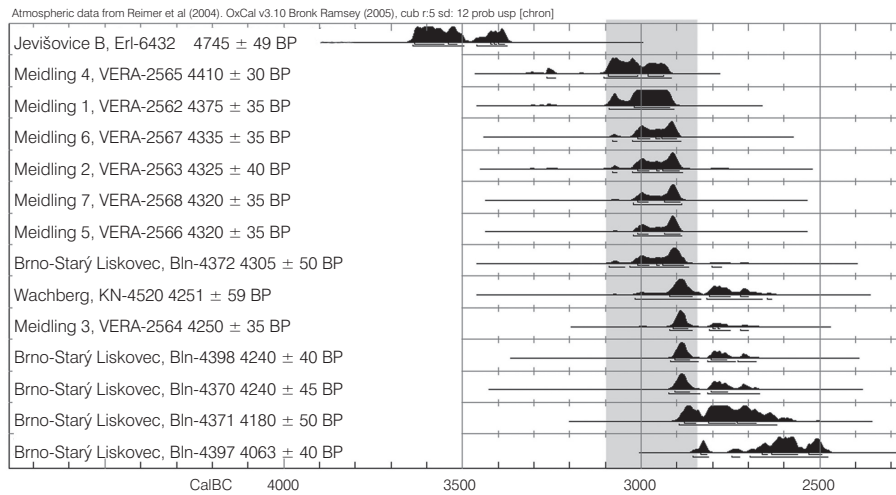 Atmospheric data from Reimer et al (2004). OxCal v3.10 Bronk Ramsey (2005), cub r:5 sd: 12 prob usp [chron]
Jevišovice B, Erl-6432 4745 ± 49 BP
Meidling 4, VERA-2565 4410 ± 30 BP
Meidling 1, VERA-2562 4375 ± 35 BP
Meidling 6, VERA-2567 4335 ± 35 BP
Meidling 2, VERA-2563 4325 ± 40 BP
Meidling 7, VERA-2568 4320 ± 35 BP
Meidling 5, VERA-2566 4320 ± 35 BP
Brno-Starý Liskovec, Bln-4372 4305 ± 50 BP
Wachberg, KN-4520 4251 ± 59 BP
Meidling 3, VERA-2564 4250 ± 35 BP
Brno-Starý Liskovec, Bln-4398 4240 ± 40 BP
Brno-Starý Liskovec, Bln-4370 4240 ± 45 BP
Brno-Starý Liskovec, Bln-4371 4180 ± 50 BP
Brno-Starý Liskovec, Bln-4397 4063 ± 40 BP
CalBC 4000 3500 3000 2500